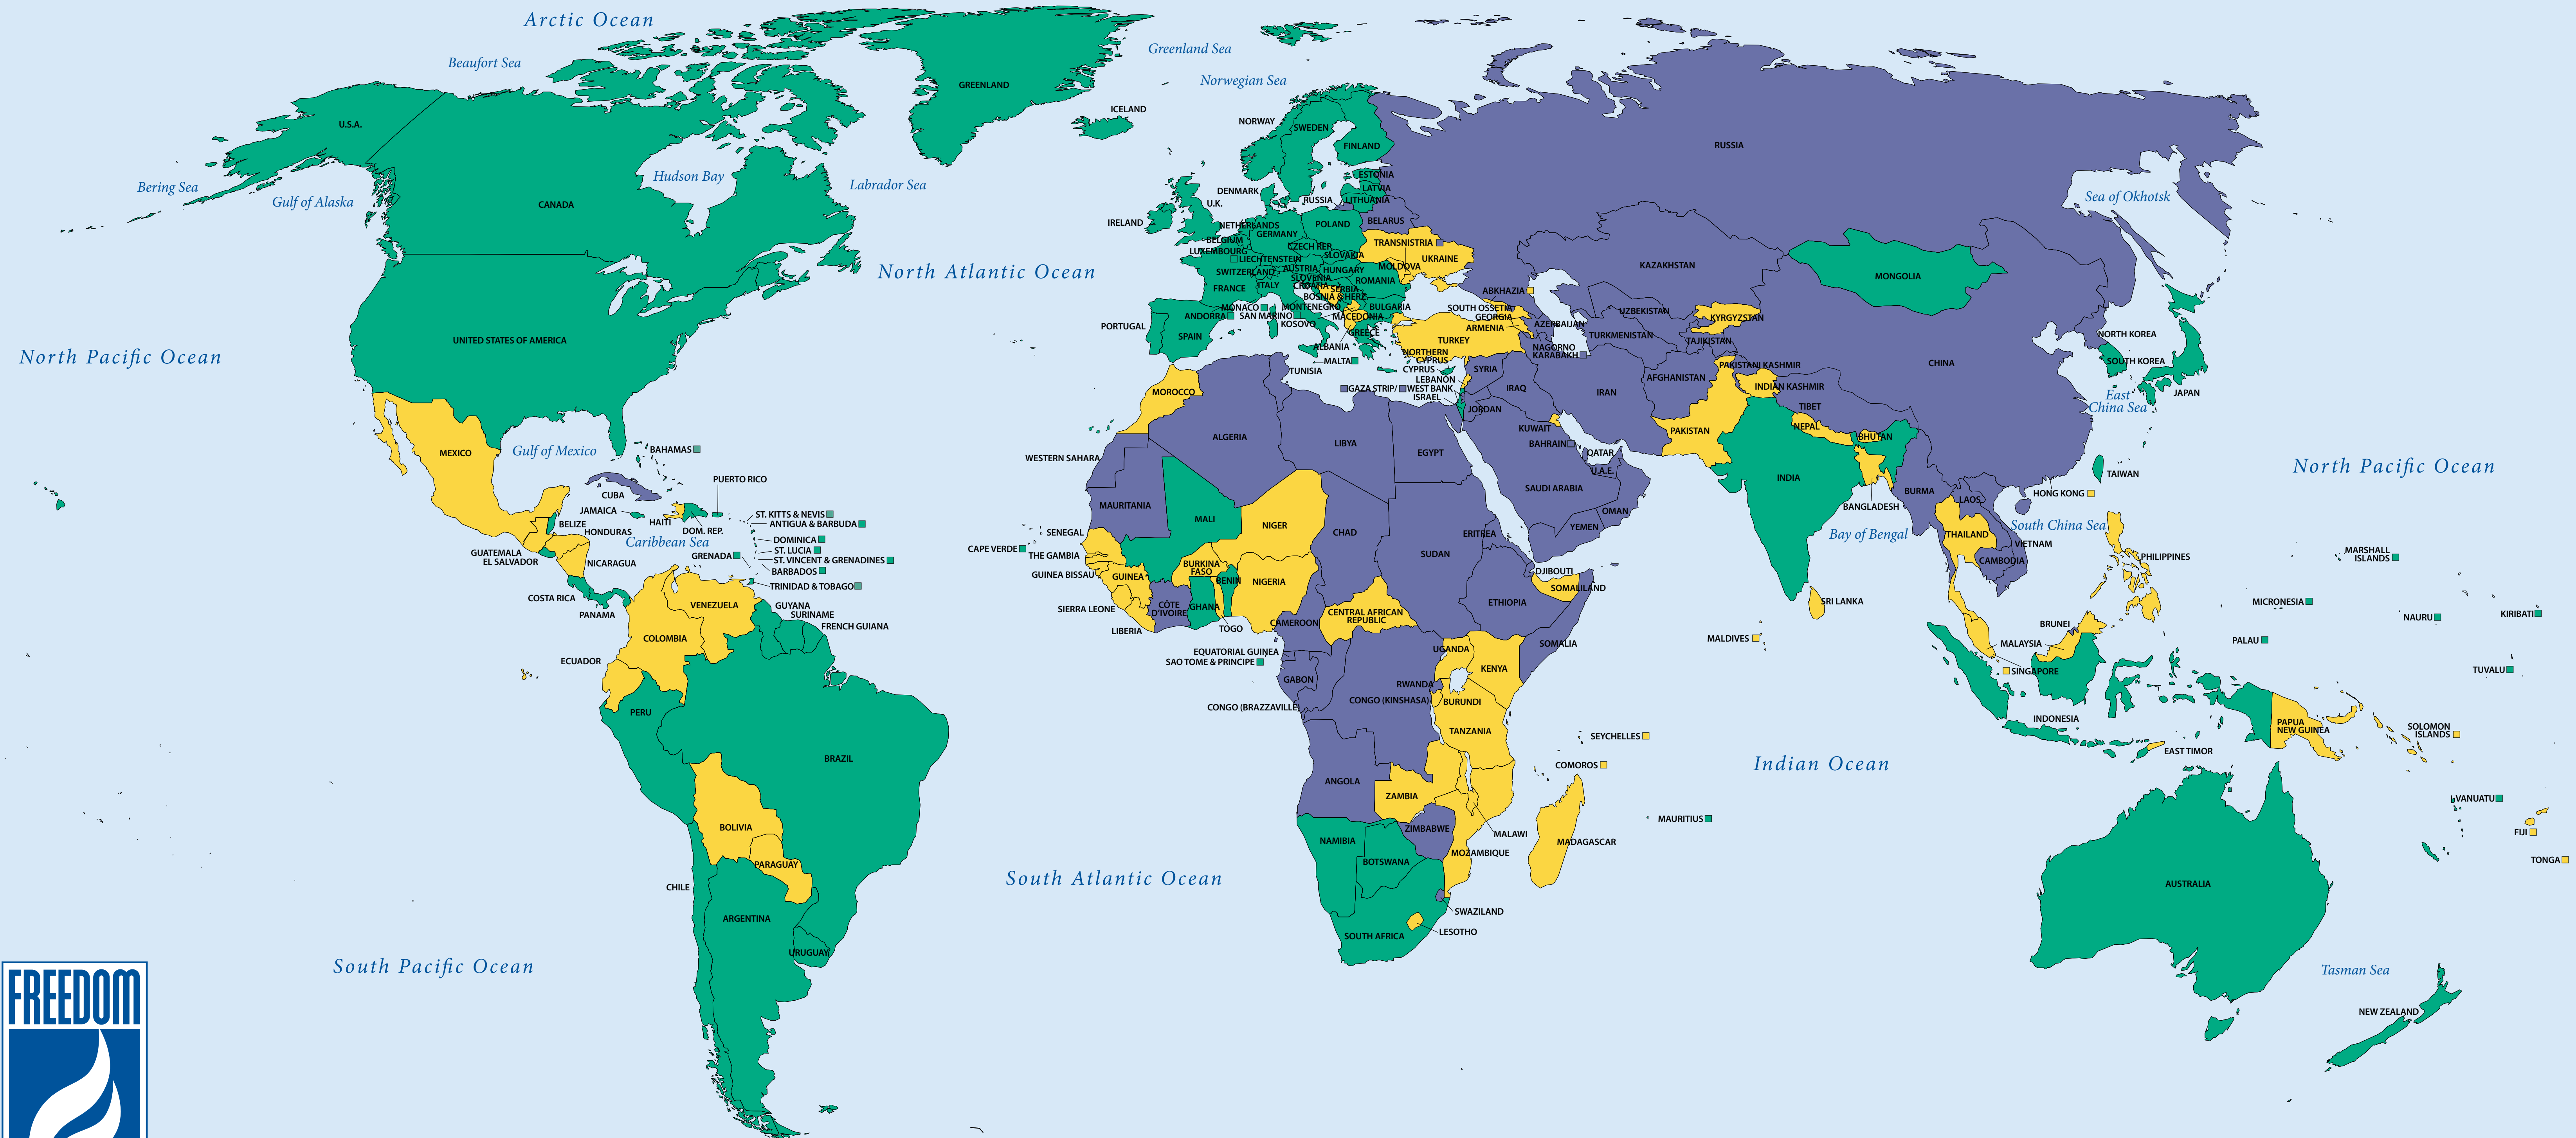 Arctic Ocean
Beaufort Sea
Greenland Sea
Norwegian Sea
GREENLAND
ICELAND
U.S.A.
Bering Sea
Gulf of Alaska
Hudson Bay
Labrador Sea
CANADA
NORWAY
SWEDEN
FINLAND
RUSSIA
Sea of Okhotsk
ESTONIA
LATVIA
LITHUANIA
RUSSIA
DENMARK
U.K.
IRELAND
NETHERLANDS
BELGIUM
LUXEMBOURG
GERMANY
POLAND
BELARUS
CZECH REP.
SLOVAKIA
LIECHTENSTEIN
SWITZERLAND
AUSTRIA
HUNGARY
SLOVENIA
CROATIA
FRANCE
ITALY
SERBIA
BOSNIA & HERZ.
ROMANIA
MOLDOVA
TRANSNISTRIA
UKRAINE
MONACO
MONTENEGRO
BULGARIA
ANDORRA
SAN MARINO
KOSOVO
MACEDONIA
PORTUGAL
SPAIN
ALBANIA
GREECE
MALTA
TUNISIA
North Atlantic Ocean
ABKHAZIA
SOUTH OSSETIA
GEORGIA
ARMENIA
AZERBAIJAN
NAGORNO
KARABAKH
TURKEY
NORTHERN
CYPRUS
CYPRUS
LEBANON
GAZA STRIP/
WEST BANK
ISRAEL
SYRIA
IRAQ
JORDAN
KAZAKHSTAN
UZBEKISTAN
KYRGYZSTAN
TURKMENISTAN
TAJIKISTAN
MONGOLIA
CHINA
NORTH KOREA
SOUTH KOREA
JAPAN
East
China Sea
AFGHANISTAN
PAKISTANI KASHMIR
INDIAN KASHMIR
TIBET
IRAN
PAKISTAN
NEPAL
BHUTAN
INDIA
BANGLADESH
BURMA
LAOS
THAILAND
VIETNAM
CAMBODIA
TAIWAN
HONG KONG
South China Sea
Bay of Bengal
PHILIPPINES
KUWAIT
BAHRAIN
QATAR
U.A.E.
SAUDI ARABIA
OMAN
YEMEN
North Pacific Ocean
UNITED STATES OF AMERICA
MEXICO
Gulf of Mexico
BAHAMAS
CUBA
PUERTO RICO
JAMAICA
HAITI
DOM. REP.
ST. KITTS & NEVIS
ANTIGUA & BARBUDA
DOMINICA
ST. LUCIA
ST. VINCENT & GRENADINES
GRENADA
BARBADOS
TRINIDAD & TOBAGO
Caribbean Sea
BELIZE
HONDURAS
GUATEMALA
EL SALVADOR
NICARAGUA
COSTA RICA
PANAMA
VENEZUELA
GUYANA
SURINAME
FRENCH GUIANA
COLOMBIA
ECUADOR
PERU
BRAZIL
BOLIVIA
PARAGUAY
CHILE
ARGENTINA
URUGUAY
South Pacific Ocean
South Atlantic Ocean
MOROCCO
WESTERN SAHARA
ALGERIA
LIBYA
EGYPT
MAURITANIA
MALI
NIGER
CHAD
SUDAN
ERITREA
SENEGAL
CAPE VERDE
THE GAMBIA
GUINEA BISSAU
GUINEA
SIERRA LEONE
LIBERIA
CÔTE
D'IVOIRE
BURKINA
FASO
GHANA
BENIN
TOGO
NIGERIA
CAMEROON
CENTRAL AFRICAN
REPUBLIC
DJIBOUTI
SOMALILAND
ETHIOPIA
SOMALIA
EQUATORIAL GUINEA
SAO TOME & PRINCIPE
GABON
CONGO (BRAZZAVILLE)
CONGO (KINSHASA)
UGANDA
KENYA
RWANDA
BURUNDI
TANZANIA
ANGOLA
ZAMBIA
ZIMBABWE
MALAWI
MOZAMBIQUE
NAMIBIA
BOTSWANA
SWAZILAND
LESOTHO
SOUTH AFRICA
SEYCHELLES
COMOROS
MADAGASCAR
MAURITIUS
Indian Ocean
MALDIVES
SRI LANKA
BRUNEI
MALAYSIA
SINGAPORE
INDONESIA
EAST TIMOR
PAPUA
NEW GUINEA
North Pacific Ocean
MARSHALL
ISLANDS
MICRONESIA
NAURU
KIRIBATI
PALAU
TUVALU
SOLOMON
ISLANDS
VANUATU
FIJI
TONGA
AUSTRALIA
Tasman Sea
NEW ZEALAND
FREEDOM